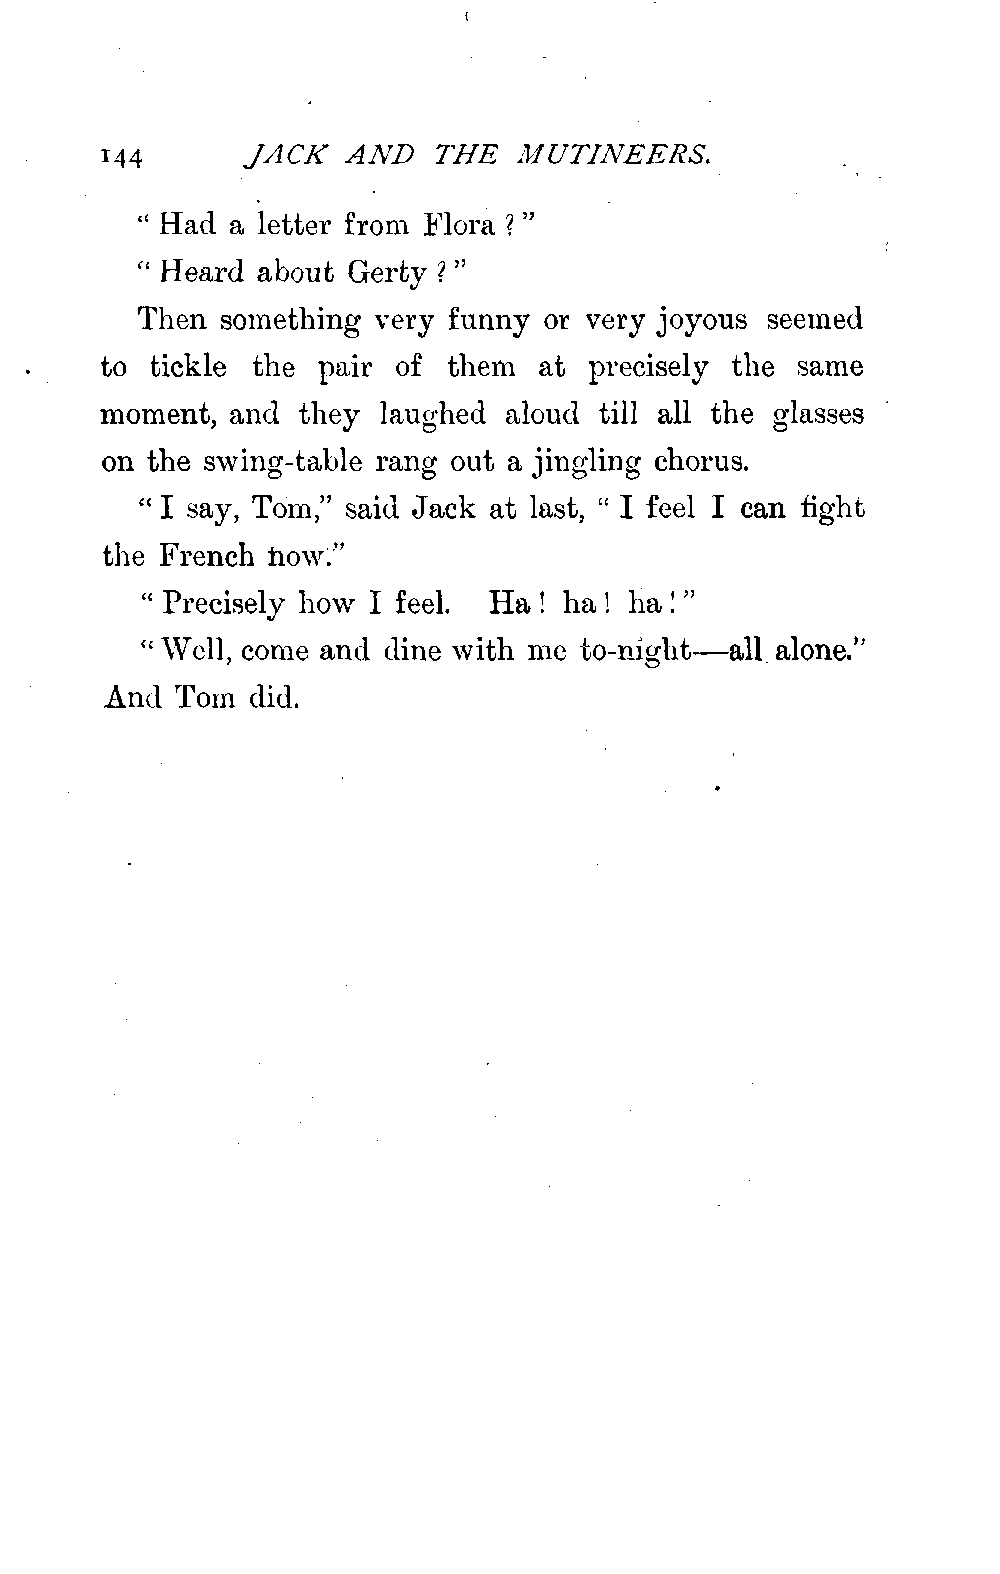 144 JACK AND THE MUTINEERS.
“ Had a letter from Flora ? ”
“ Heard about Gerty ? ”
Then something very funny or very joyous seemed
to tickle the pair of them at precisely the same
moment, and they laughed aloud till all the glasses
on the swing-table rang out a jingling chorus.
“ I say, Tom,” said Jack at last, “ I feel I can fight
the French now.”
“ Precisely how I feel. Ha ! ha ! ha ! ”
“ Well, come and dine with me to-night—all alone.”
And Tom did.